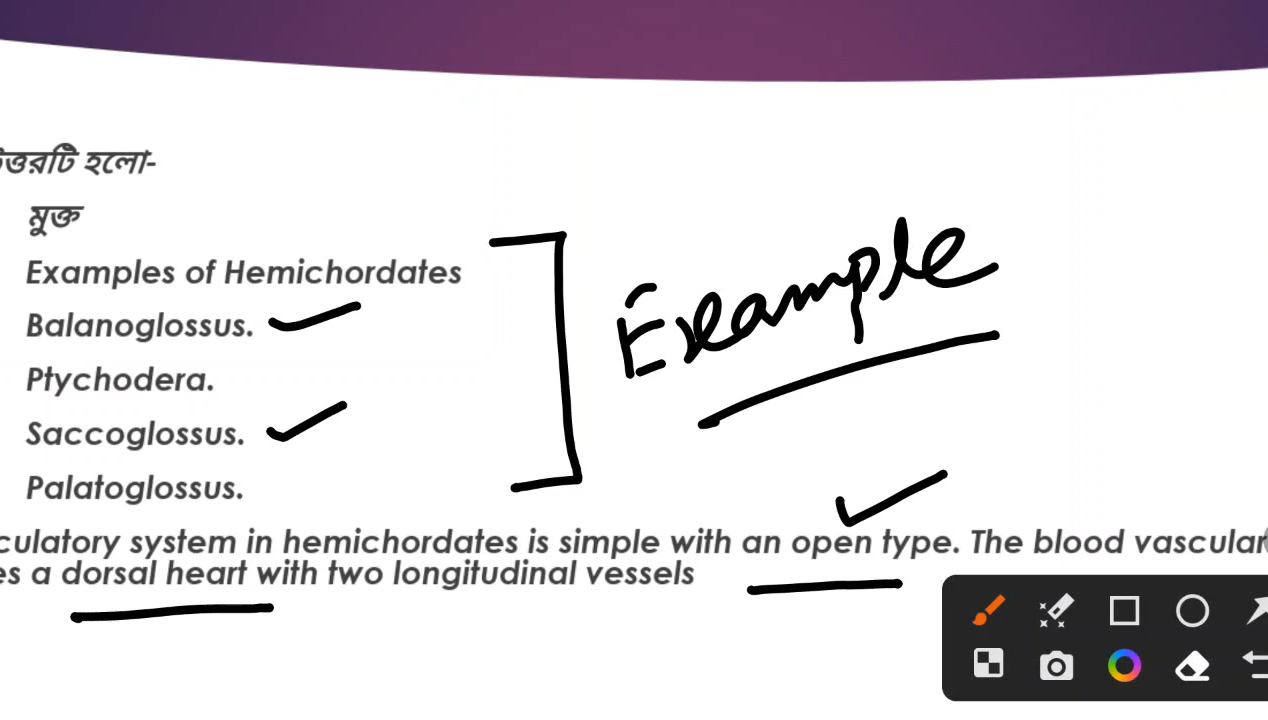 উত্তরটি হলো-
মুক্ত
Examples of Hemichordates
Balanoglossus.
Ptychodera.
Saccoglossus.
Palatoglossus.
Example
culatory system in hemichordates is simple with an open type. The blood vascular
es a dorsal heart with two longitudinal vessels